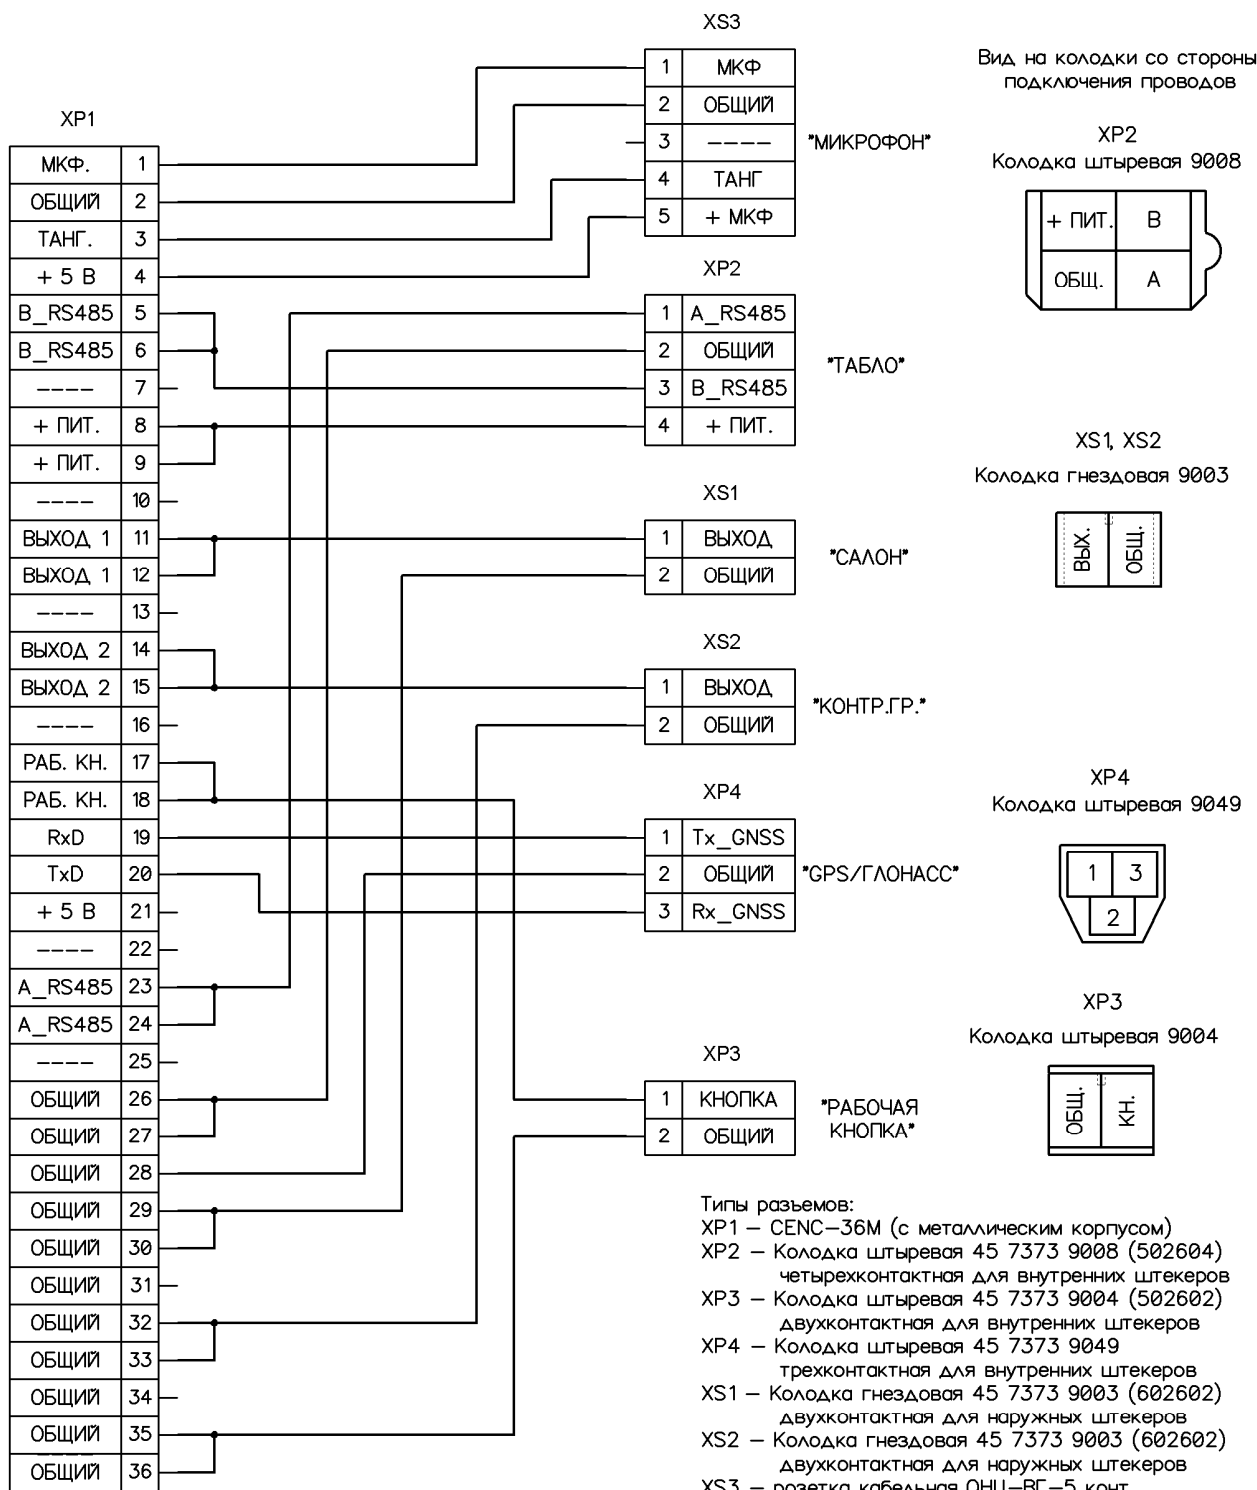 XP1
МКФ. 1
ОБЩИЙ 2
ТАНГ. 3
+ 5 В 4
B_RS485 5
B_RS485 6
---- 7
+ ПИТ. 8
+ ПИТ. 9
---- 10
ВЫХОД 1 11
ВЫХОД 1 12
---- 13
ВЫХОД 2 14
ВЫХОД 2 15
---- 16
РАБ. КН. 17
РАБ. КН. 18
RxD 19
TxD 20
+ 5 В 21
---- 22
A_RS485 23
A_RS485 24
---- 25
ОБЩИЙ 26
ОБЩИЙ 27
ОБЩИЙ 28
ОБЩИЙ 29
ОБЩИЙ 30
ОБЩИЙ 31
ОБЩИЙ 32
ОБЩИЙ 33
ОБЩИЙ 34
ОБЩИЙ 35
ОБЩИЙ 36
XS3
1 МКФ
2 ОБЩИЙ
3 ----
4 ТАНГ
5 + МКФ
"МИКРОФОН"
XP2
1 A_RS485
2 ОБЩИЙ
3 B_RS485
4 + ПИТ.
"ТАБЛО"
XS1
1 ВЫХОД
2 ОБЩИЙ
"САЛОН"
XS2
1 ВЫХОД
2 ОБЩИЙ
"КОНТР.ГР."
XP4
1 Tx_GNSS
2 ОБЩИЙ
3 Rx_GNSS
"GPS/ГЛОНАСС"
XP3
1 КНОПКА
2 ОБЩИЙ
"РАБОЧАЯ
КНОПКА"
Вид на колодки со стороны
подключения проводов
XP2
Колодка штыревая 9008
+ ПИТ. B
ОБЩ. A
XS1, XS2
Колодка гнездовая 9003
ВЫХ. ОБЩ.
XP4
Колодка штыревая 9049
1 3
2
XP3
Колодка штыревая 9004
ОБЩ. КН.
Типы разъемов:
XP1 – CENC-36M (с металлическим корпусом)
XP2 – Колодка штыревая 45 7373 9008 (502604)
четырехконтактная для внутренних штекеров
XP3 – Колодка штыревая 45 7373 9004 (502602)
двухконтактная для внутренних штекеров
XP4 – Колодка штыревая 45 7373 9049
трехконтактная для внутренних штекеров
XS1 – Колодка гнездовая 45 7373 9003 (602602)
двухконтактная для наружных штекеров
XS2 – Колодка гнездовая 45 7373 9003 (602602)
двухконтактная для наружных штекеров
XS3 – розетка кабельная ОНЦ-ВГ-5 конт.